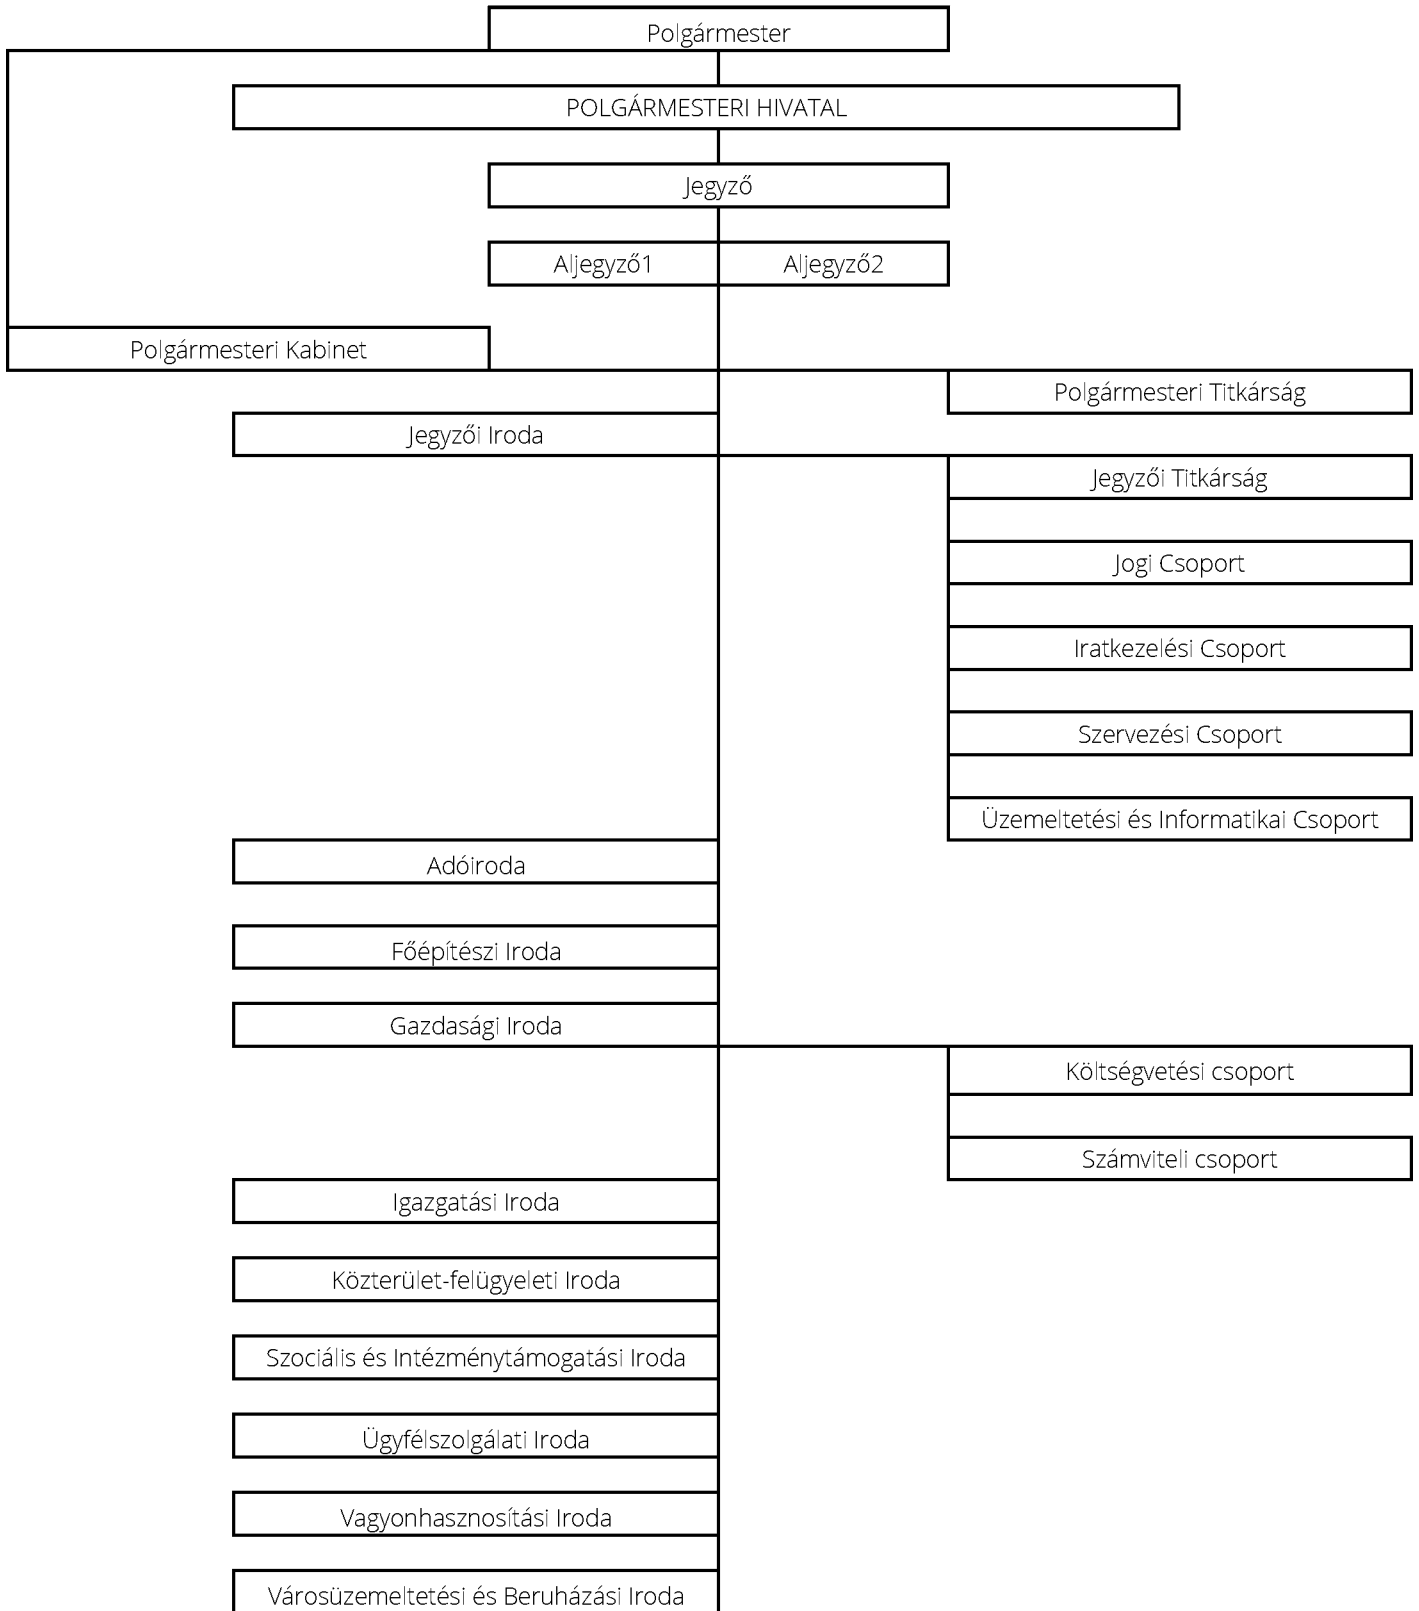 Polgármester
POLGÁRMESTERI HIVATAL
Jegyző
Aljegyző1
Aljegyző2
Polgármesteri Kabinet
Polgármesteri Titkárság
Jegyzői Iroda
Jegyzői Titkárság
Jogi Csoport
Iratkezelési Csoport
Szervezési Csoport
Üzemeltetési és Informatikai Csoport
Adóiroda
Főépítészi Iroda
Gazdasági Iroda
Költségvetési csoport
Számviteli csoport
Igazgatási Iroda
Közterület-felügyeleti Iroda
Szociális és Intézménytámogatási Iroda
Ügyfélszolgálati Iroda
Vagyonhasznosítási Iroda
Városüzemeltetési és Beruházási Iroda